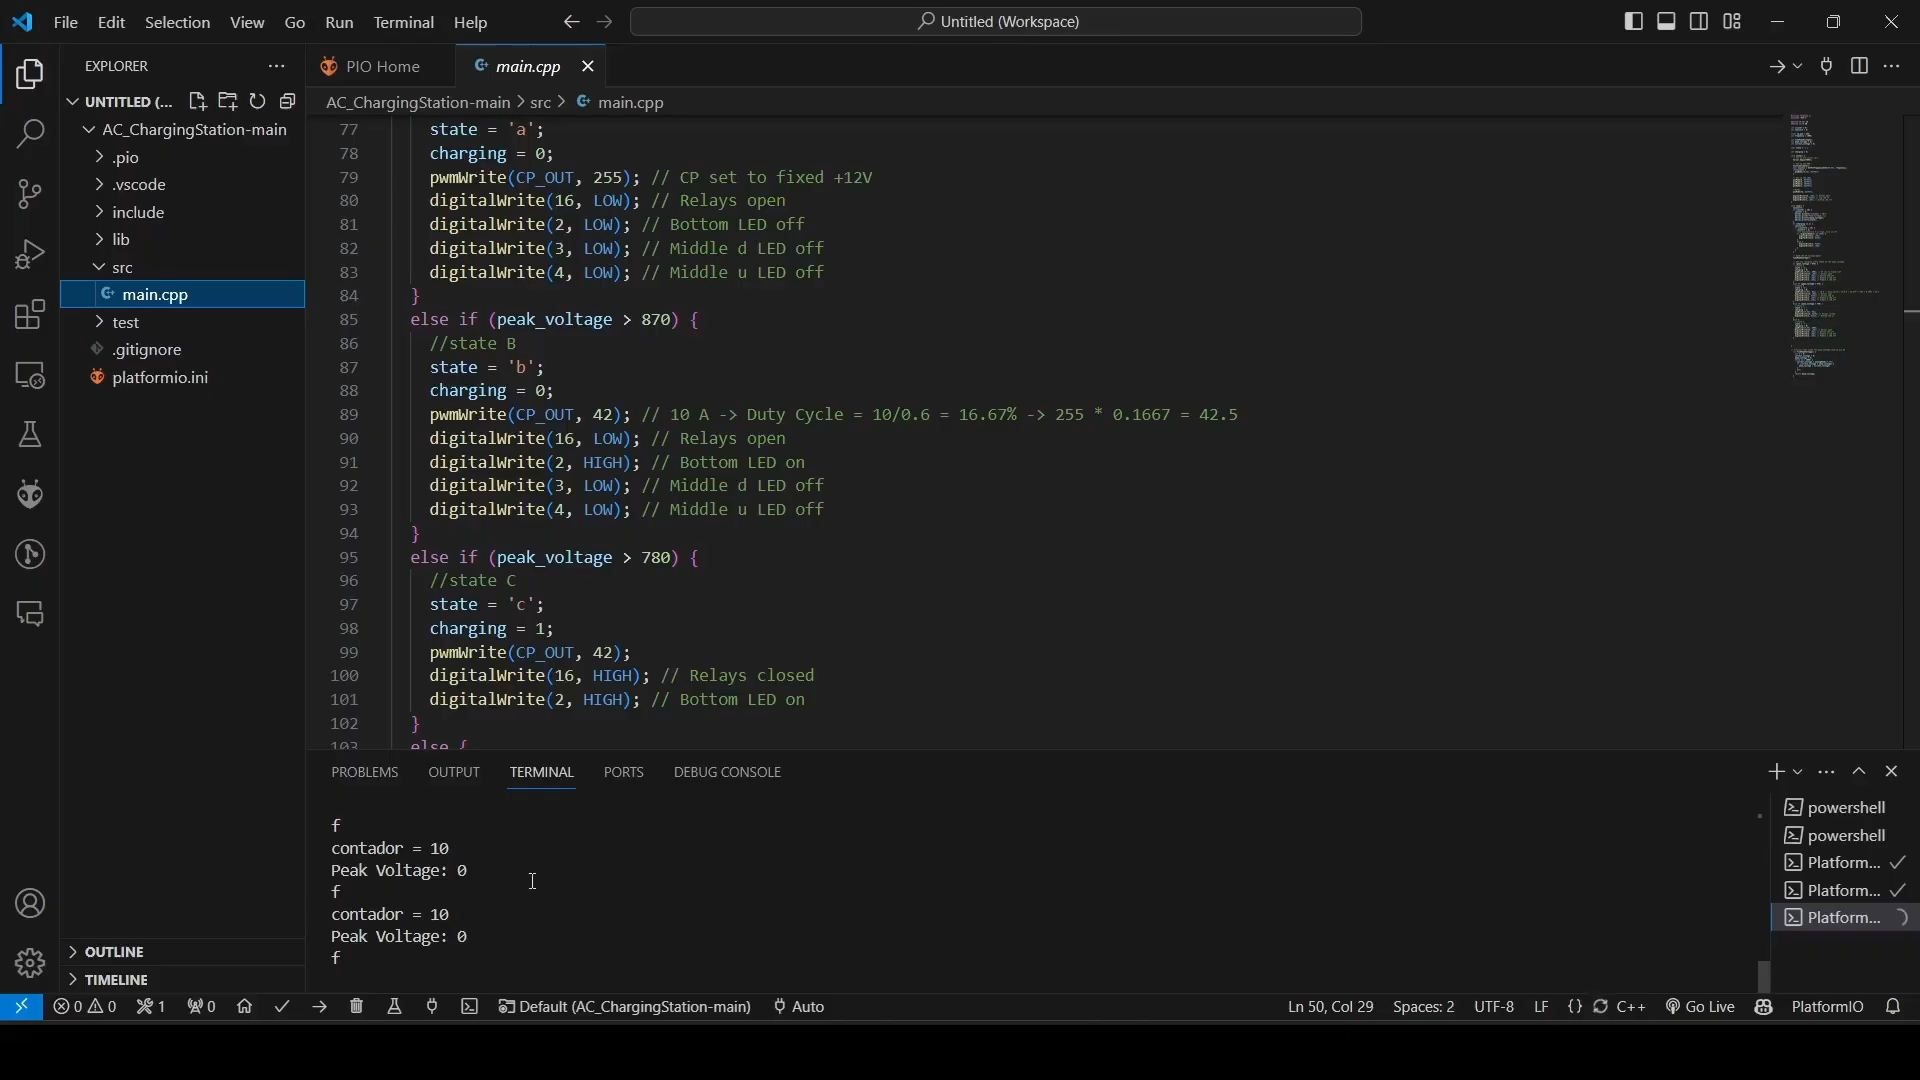 File Edit Selection View Go Run Terminal Help
Untitled (Workspace)
EXPLORER
UNTITLED (...
AC_ChargingStation-main
.pio
.vscode
include
lib
src
main.cpp
test
.gitignore
platformio.ini
OUTLINE
TIMELINE
PIO Home
main.cpp
AC_ChargingStation-main > src > main.cpp
77 state = 'a';
78 charging = 0;
79 pwmWrite(CP_OUT, 255); // CP set to fixed +12V
80 digitalWrite(16, LOW); // Relays open
81 digitalWrite(2, LOW); // Bottom LED off
82 digitalWrite(3, LOW); // Middle d LED off
83 digitalWrite(4, LOW); // Middle u LED off
84 }
85 else if (peak_voltage > 870) {
86 //state B
87 state = 'b';
88 charging = 0;
89 pwmWrite(CP_OUT, 42); // 10 A -> Duty Cycle = 10/0.6 = 16.67% -> 255 * 0.1667 = 42.5
90 digitalWrite(16, LOW); // Relays open
91 digitalWrite(2, HIGH); // Bottom LED on
92 digitalWrite(3, LOW); // Middle d LED off
93 digitalWrite(4, LOW); // Middle u LED off
94 }
95 else if (peak_voltage > 780) {
96 //state C
97 state = 'c';
98 charging = 1;
99 pwmWrite(CP_OUT, 42);
100 digitalWrite(16, HIGH); // Relays closed
101 digitalWrite(2, HIGH); // Bottom LED on
102 }
103 else {
PROBLEMS OUTPUT TERMINAL PORTS DEBUG CONSOLE
f
contador = 10
Peak Voltage: 0
f
contador = 10
Peak Voltage: 0
f
powershell
powershell
Platform...
Platform...
Platform...
0 0 1 0 Default (AC_ChargingStation-main) Auto
Ln 50, Col 29 Spaces: 2 UTF-8 LF {} C++ Go Live PlatformIO